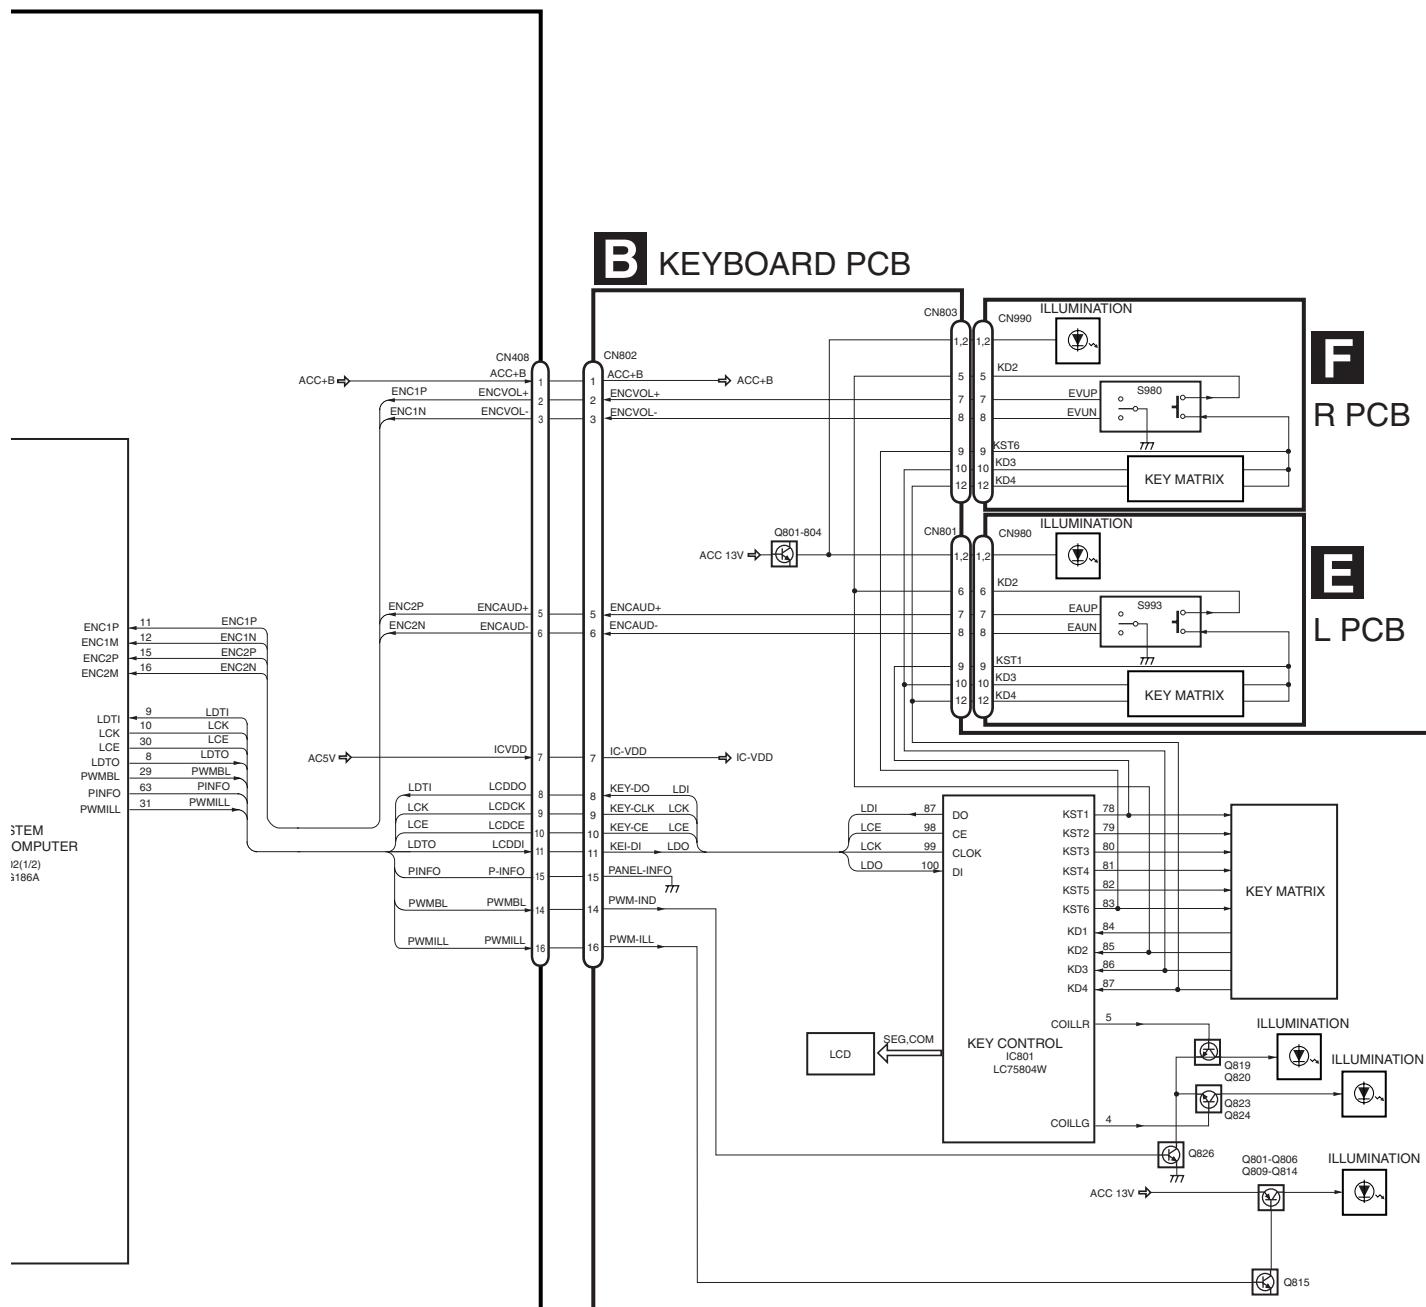 B KEYBOARD PCB
CN803
CN990
ILLUMINATION
1,2 1,2
F
R PCB
KD2
5 5
EVUP
7 7
EVUN
8 8
S980
KST6
9 9
KD3
10 10
KD4
12 12
KEY MATRIX
CN408
CN802
ACC+B
ACC+B
1 1
ACC+B
ACC+B
ENC1P
ENCVOL+
2 2
ENCVOL+
ENC1N
ENCVOL-
3 3
ENCVOL-
Q801-804
ACC 13V
CN801
CN980
ILLUMINATION
1,2 1,2
E
L PCB
KD2
6 6
EAUP
7 7
EAUN
8 8
S993
KST1
9 9
KD3
10 10
KD4
12 12
KEY MATRIX
ENC2P
ENCAUD+
5 5
ENCAUD+
ENC2N
ENCAUD-
6 6
ENCAUD-
ENC1P 11 ENC1P
ENC1M 12 ENC1N
ENC2P 15 ENC2P
ENC2M 16 ENC2N
LDTI 9 LDTI
LCK 10 LCK
LCE 30 LCE
LDTO 8 LDTO
PWMBL 29 PWMBL
PINFO 63 PINFO
PWMILL 31 PWMILL
STEM
OMPUTER
02(1/2)
G186A
AC5V
ICVDD
7 7
IC-VDD
IC-VDD
LDTI LCDDO 8 8 KEY-DO LDI
LCK LCDCK 9 9 KEY-CLK LCK
LCE LCDCE 10 10 KEY-CE LCE
LDTO LCDDI 11 11 KEI-DI LDO
PINFO P-INFO 15 15 PANEL-INFO
PWMBL PWMBL 14 14 PWM-IND
PWMILL PWMILL 16 16 PWM-ILL
LDI 87 DO
LCE 98 CE
LCK 99 CLOK
LDO 100 DI
KST1 78
KST2 79
KST3 80
KST4 81
KST5 82
KST6 83
KD1 84
KD2 85
KD3 86
KD4 87
KEY MATRIX
COILLR 5
KEY CONTROL
IC801
LC75804W
COILLG 4
LCD
SEG,COM
ILLUMINATION
Q819
Q820
ILLUMINATION
Q823
Q824
Q826
Q801-Q806
Q809-Q814
ILLUMINATION
ACC 13V
Q815